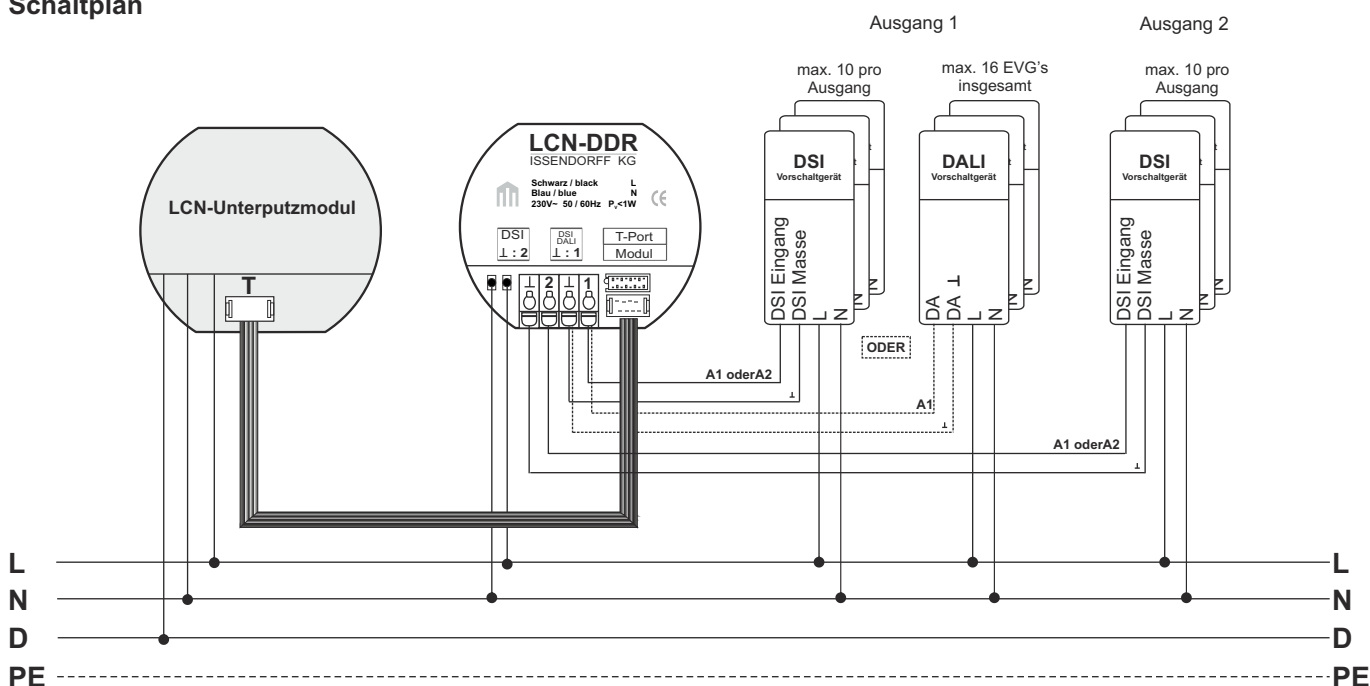 Schaltplan
Ausgang 1
Ausgang 2
max. 10 pro
Ausgang
max. 16 EVG's
insgesamt
max. 10 pro
Ausgang
LCN-Unterputzmodul
T
LCN-DDR
ISSENDORFF KG
Schwarz / black L
Blau / blue N
230V~ 50 / 60Hz Pv<1W
CE
DSI
⊥ : 2
DSI
DALI
⊥ : 1
T-Port
Modul
⊥ 2 ⊥ 1
DSI
Vorschaltgerät
DSI Eingang
DSI Masse
L
N
N
DALI
Vorschaltgerät
DA
DA ⊥
L
N
N
DSI
Vorschaltgerät
DSI Eingang
DSI Masse
L
N
N
ODER
A1 oderA2
⊥
A1
⊥
A1 oderA2
⊥
L L
N N
D D
PE PE